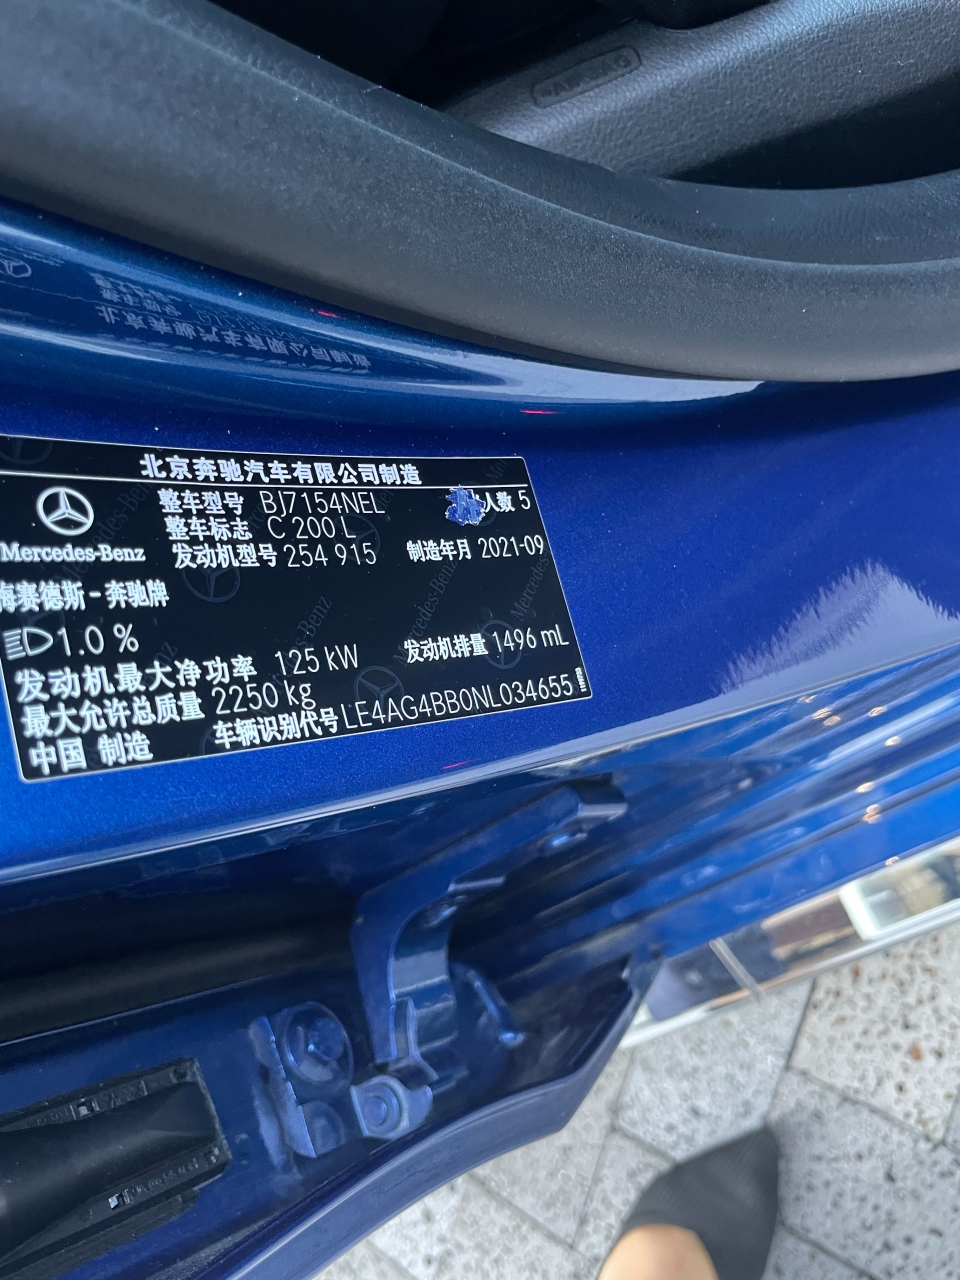 AIRBAG
北京奔驰汽车有限公司制造
整车型号 BJ7154NEL 人数 5
整车标志 C 200 L
Mercedes-Benz 发动机型号 254 915 制造年月 2021-09
梅赛德斯-奔驰牌
1.0 %
发动机最大净功率 125 kW 发动机排量 1496 mL
最大允许总质量 2250 kg
中国 制造 车辆识别代号 LE4AG4BB0NL034655